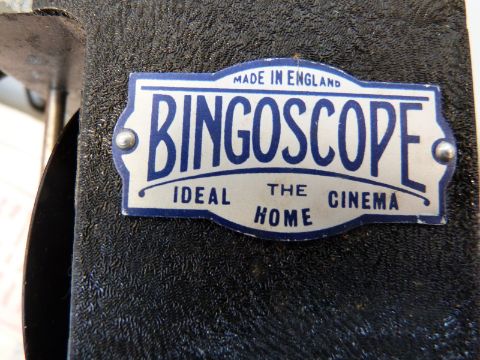 MADE IN ENGLAND
BINGOSCOPE
IDEAL THE CINEMA
HOME